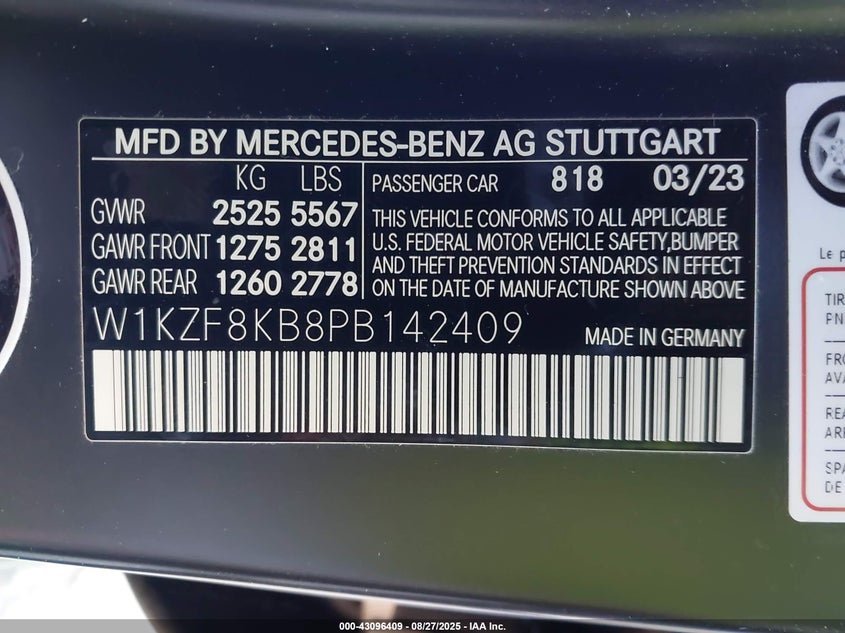 MFD BY MERCEDES-BENZ AG STUTTGART
KG LBS
GVWR 2525 5567
GAWR FRONT 1275 2811
GAWR REAR 1260 2778
PASSENGER CAR 818 03/23
THIS VEHICLE CONFORMS TO ALL APPLICABLE
U.S. FEDERAL MOTOR VEHICLE SAFETY,BUMPER
AND THEFT PREVENTION STANDARDS IN EFFECT
ON THE DATE OF MANUFACTURE SHOWN ABOVE
W1KZF8KB8PB142409
MADE IN GERMANY
Le
000-43096409 - 08/27/2025 - IAA Inc.